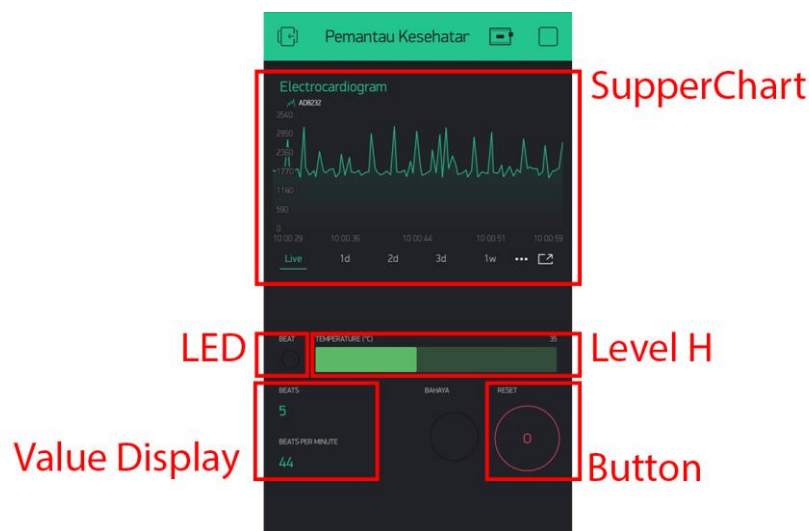 Pemantau Kesehatar
SupperChart
Electrocardiogram
AD8232
3540
2950
2360
1770
1180
590
0
10:00:29 10:00:36 10:00:44 10:00:51 10:00:59
Live 1d 2d 3d 1w •••
LED
BEAT
TEMPERATURE (°C) 35
Level H
BEATS
5
BAHAYA
RESET
0
BEATS PER MINUTE
44
Value Display
Button